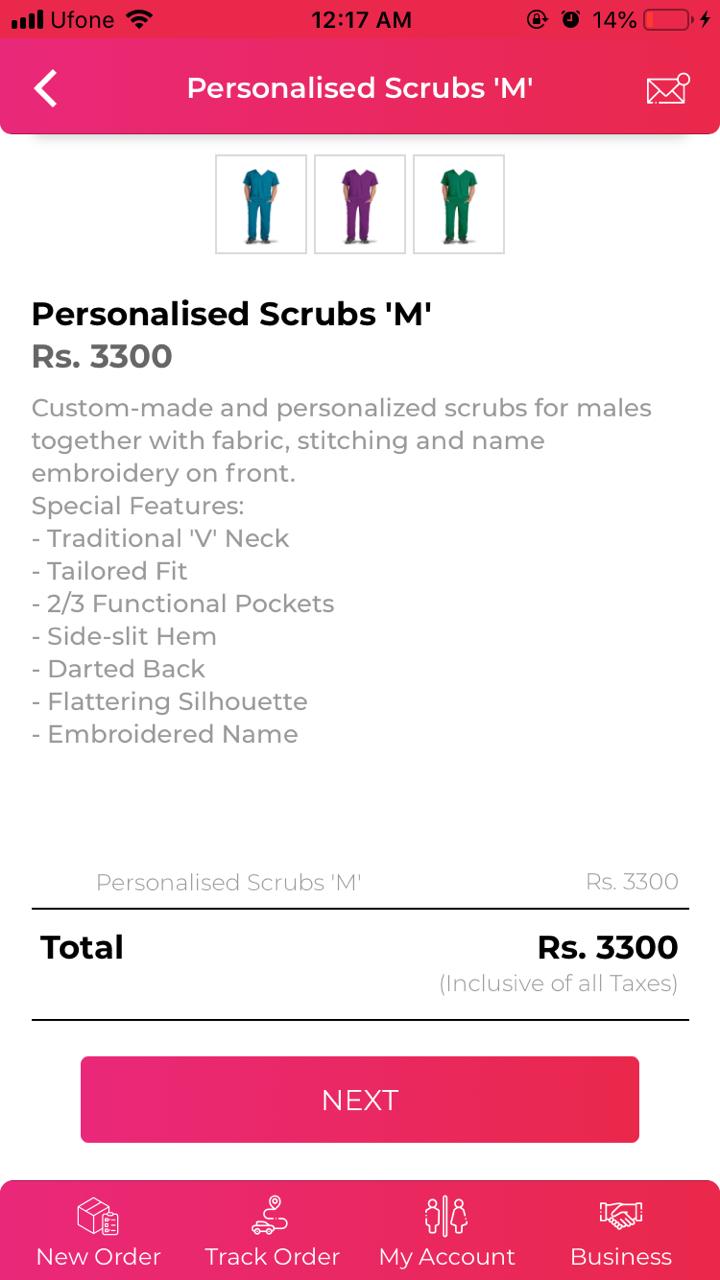 Ufone 12:17 AM 14%
Personalised Scrubs 'M'
Personalised Scrubs 'M'
Rs. 3300
Custom-made and personalized scrubs for males
together with fabric, stitching and name
embroidery on front.
Special Features:
- Traditional 'V' Neck
- Tailored Fit
- 2/3 Functional Pockets
- Side-slit Hem
- Darted Back
- Flattering Silhouette
- Embroidered Name
Personalised Scrubs 'M' Rs. 3300
Total Rs. 3300
(Inclusive of all Taxes)
NEXT
New Order Track Order My Account Business